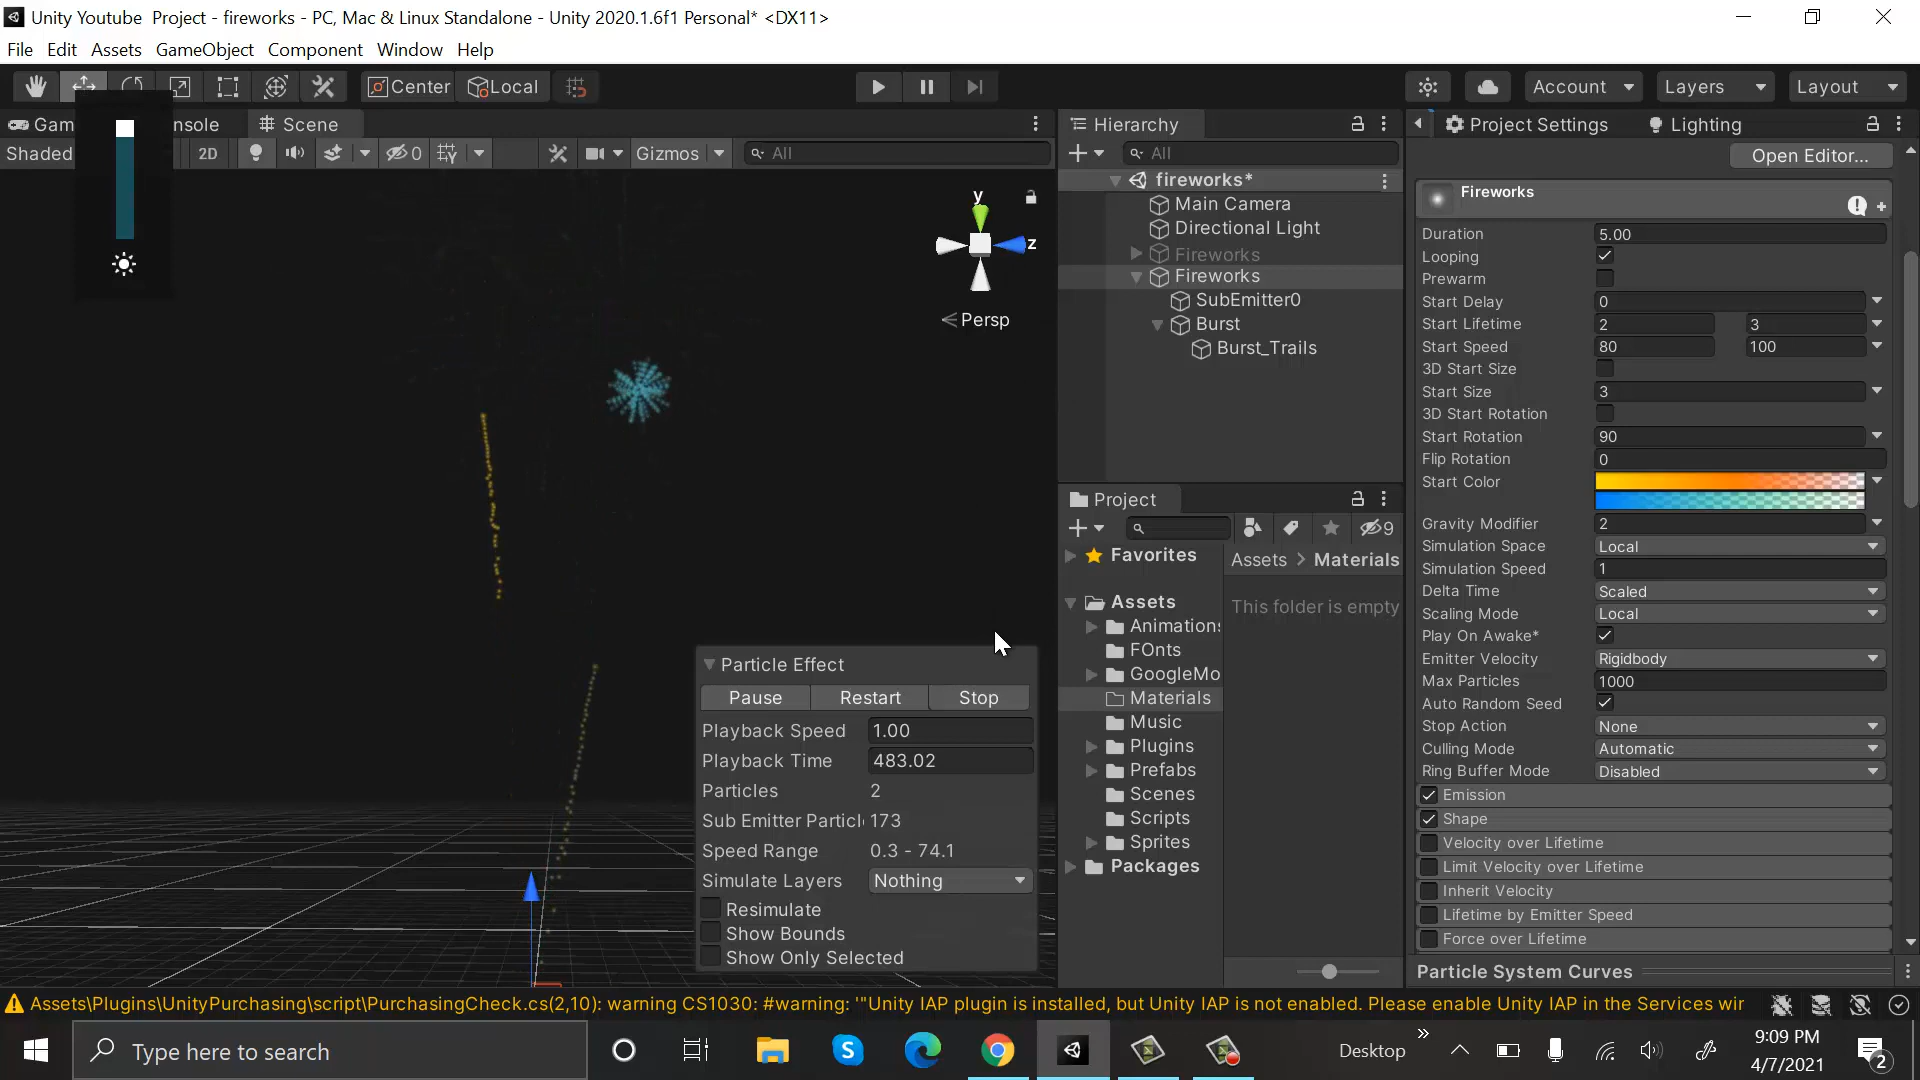 Unity Youtube Project - fireworks - PC, Mac & Linux Standalone - Unity 2020.1.6f1 Personal* <DX11>
File Edit Assets GameObject Component Window Help
Center Local Account Layers Layout
Gam nsole Scene
Shaded 2D 0 Gizmos All
y
z
Persp
Particle Effect
Pause Restart Stop
Playback Speed 1.00
Playback Time 483.02
Particles 2
Sub Emitter Particl 173
Speed Range 0.3 - 74.1
Simulate Layers Nothing
Resimulate
Show Bounds
Show Only Selected
Hierarchy
All
fireworks*
Main Camera
Directional Light
Fireworks
Fireworks
SubEmitter0
Burst
Burst_Trails
Project
9
Favorites
Assets
Animations
FOnts
GoogleMo
Materials
Music
Plugins
Prefabs
Scenes
Scripts
Sprites
Packages
Assets > Materials
This folder is empty
Project Settings Lighting
Open Editor...
Fireworks
Duration 5.00
Looping
Prewarm
Start Delay 0
Start Lifetime 2 3
Start Speed 80 100
3D Start Size
Start Size 3
3D Start Rotation
Start Rotation 90
Flip Rotation 0
Start Color
Gravity Modifier 2
Simulation Space Local
Simulation Speed 1
Delta Time Scaled
Scaling Mode Local
Play On Awake*
Emitter Velocity Rigidbody
Max Particles 1000
Auto Random Seed
Stop Action None
Culling Mode Automatic
Ring Buffer Mode Disabled
Emission
Shape
Velocity over Lifetime
Limit Velocity over Lifetime
Inherit Velocity
Lifetime by Emitter Speed
Force over Lifetime
Particle System Curves
Assets\Plugins\UnityPurchasing\script\PurchasingCheck.cs(2,10): warning CS1030: #warning: '"Unity IAP plugin is installed, but Unity IAP is not enabled. Please enable Unity IAP in the Services wir
Type here to search
Desktop
9:09 PM
4/7/2021
2